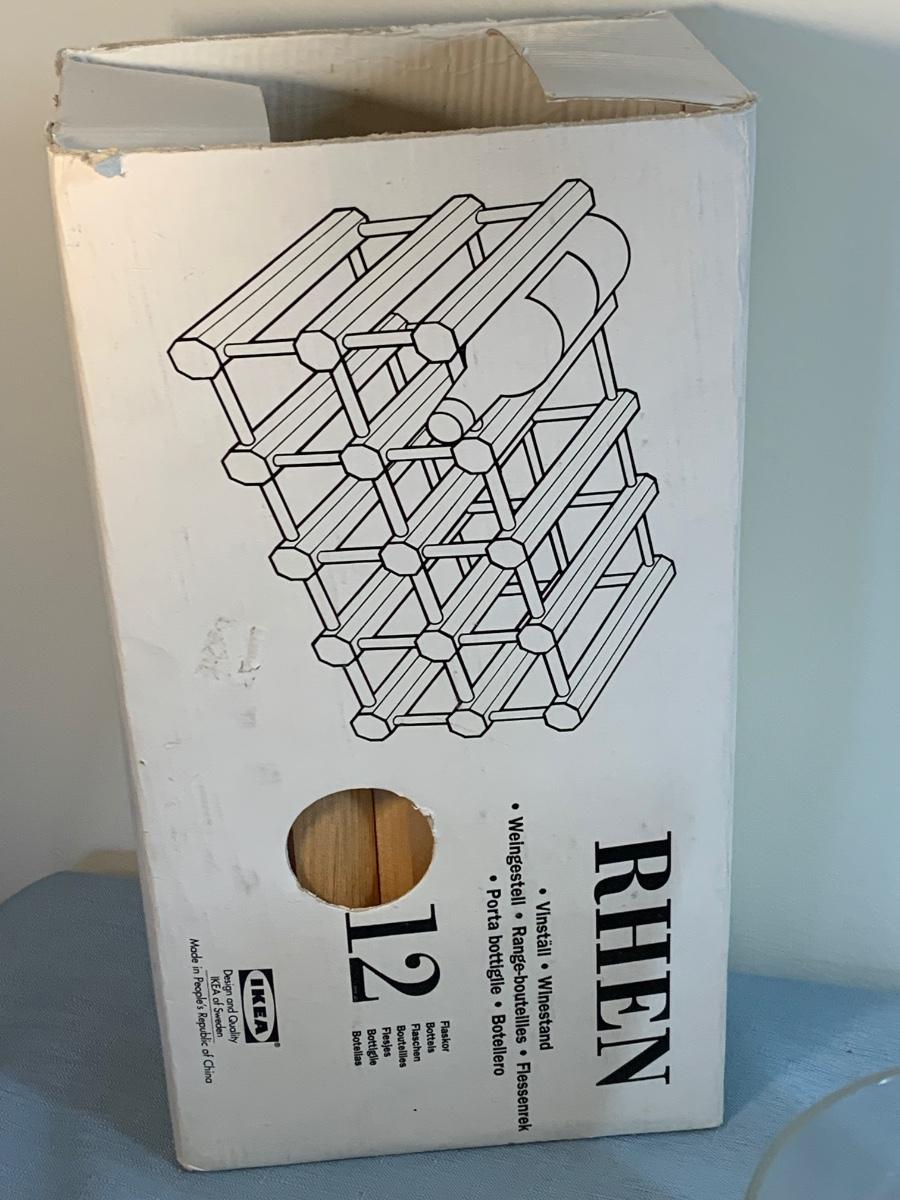 RHEN
• Vinställ • Winestand
• Weingestell • Range-bouteilles • Flessenrek
• Porta bottiglie • Botellero
12
Flaskor
Bottels
Flaschen
Bouteilles
Flesjes
Bottiglie
Botellas
IKEA®
Design and Quality
IKEA of Sweden
Made in People's Republic of China